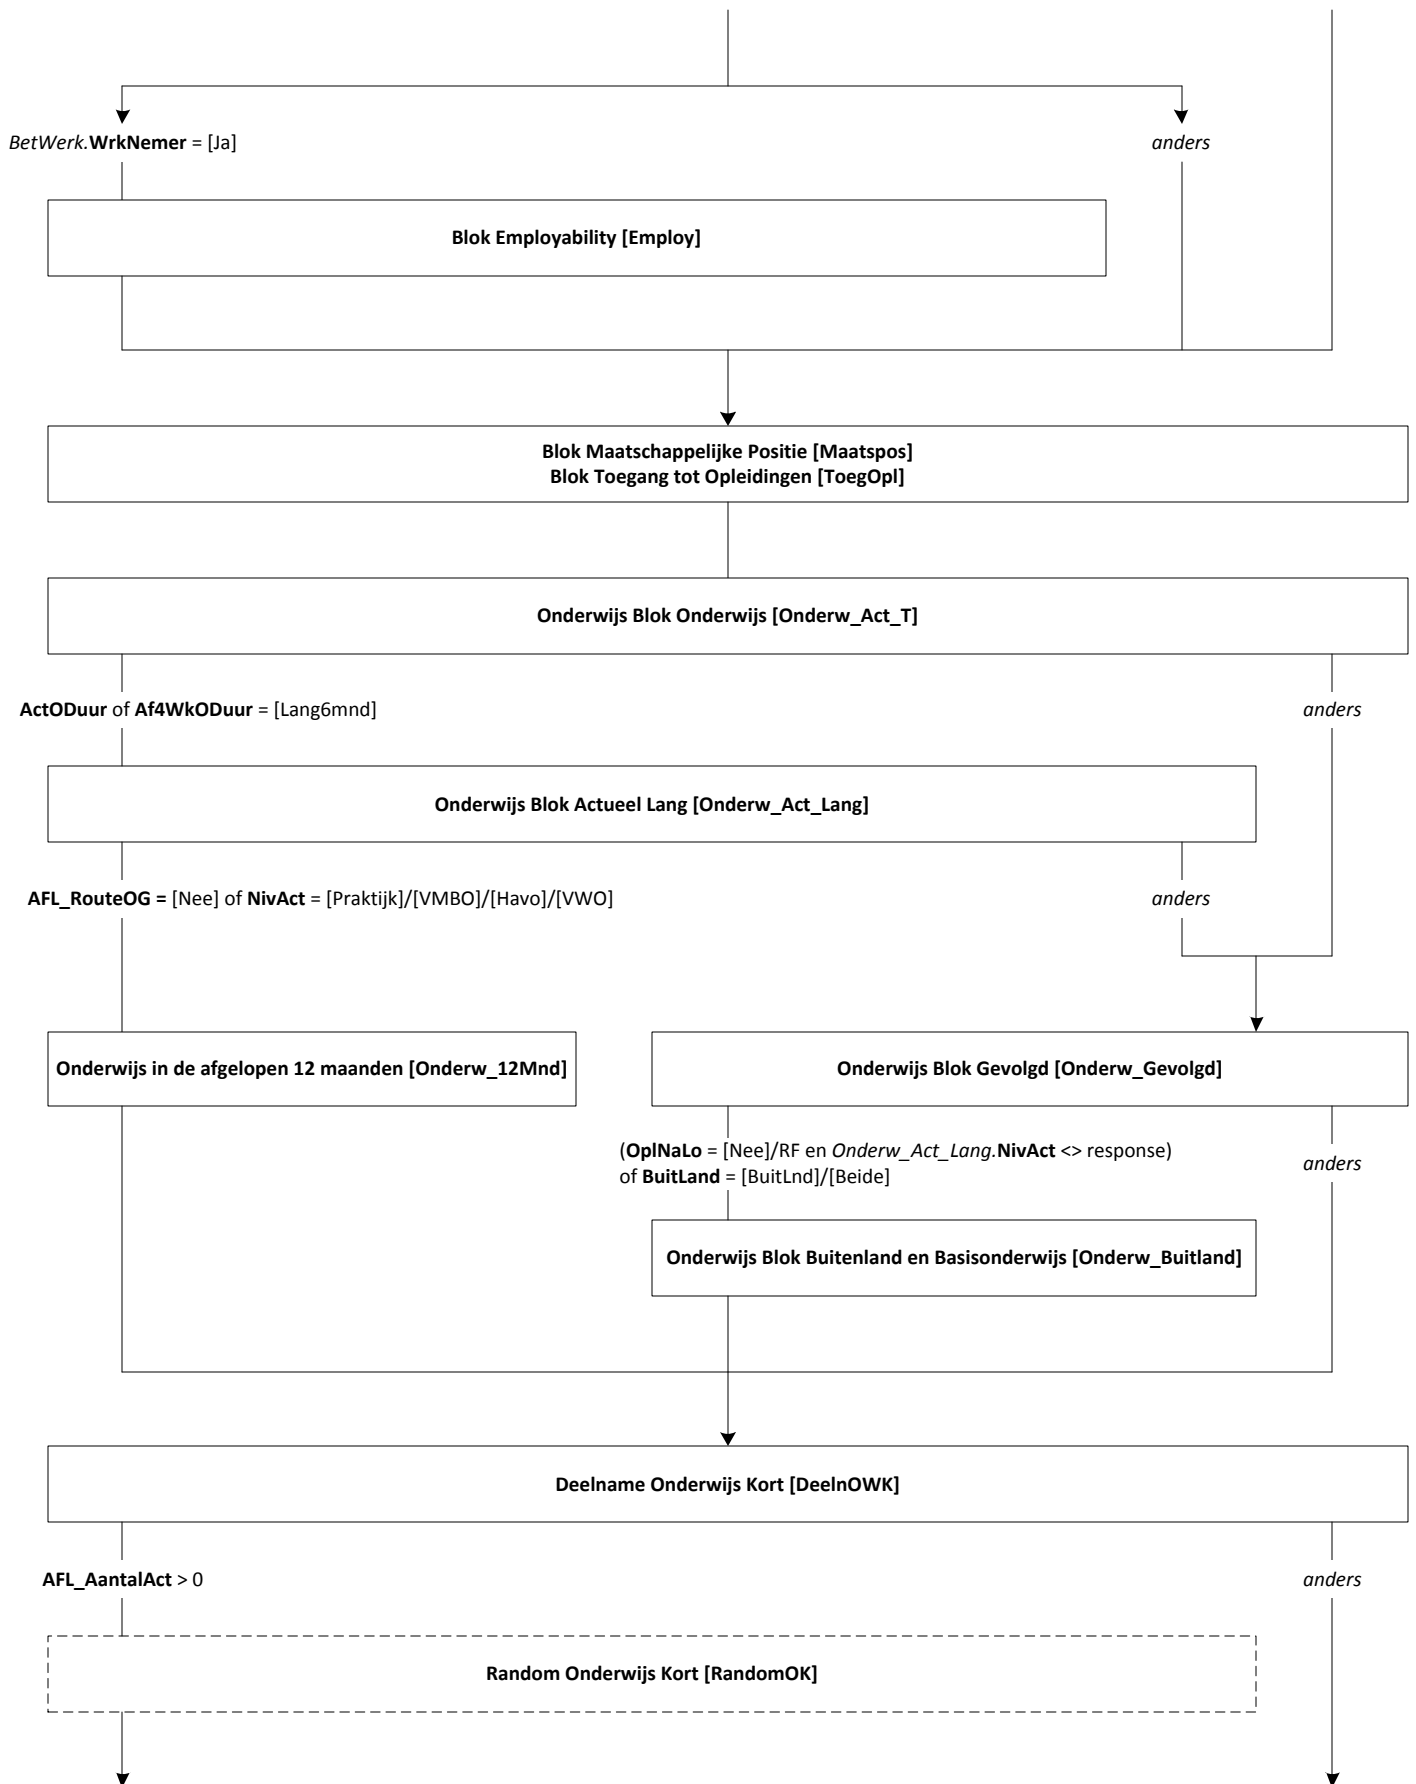 BetWerk.WrkNemer = [Ja]
anders
Blok Employability [Employ]
Blok Maatschappelijke Positie [Maatspos]
Blok Toegang tot Opleidingen [ToegOpl]
Onderwijs Blok Onderwijs [Onderw_Act_T]
ActODuur of Af4WkODuur = [Lang6mnd]
anders
Onderwijs Blok Actueel Lang [Onderw_Act_Lang]
AFL_RouteOG = [Nee] of NivAct = [Praktijk]/[VMBO]/[Havo]/[VWO]
anders
Onderwijs in de afgelopen 12 maanden [Onderw_12Mnd]
Onderwijs Blok Gevolgd [Onderw_Gevolgd]
(OplNaLo = [Nee]/RF en Onderw_Act_Lang.NivAct <> response)
of BuitLand = [BuitLnd]/[Beide]
anders
Onderwijs Blok Buitenland en Basisonderwijs [Onderw_Buitland]
Deelname Onderwijs Kort [DeelnOWK]
AFL_AantalAct > 0
anders
Random Onderwijs Kort [RandomOK]